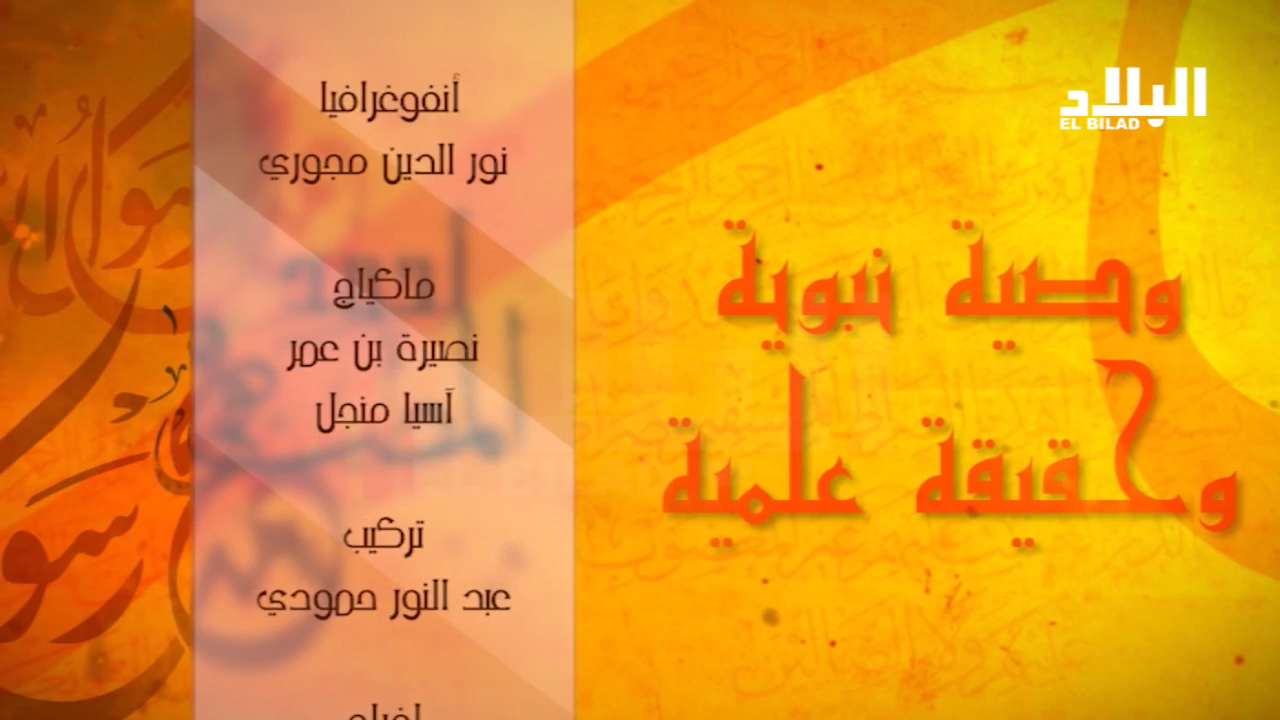 البلاد
EL BILAD
وصية نبوية
وحقيقة علمية
أنفوغرافيا
نور الدين مجوري
ماكياج
نصيرة بن عمر
آسيا منجل
تركيب
عبد النور حمودي